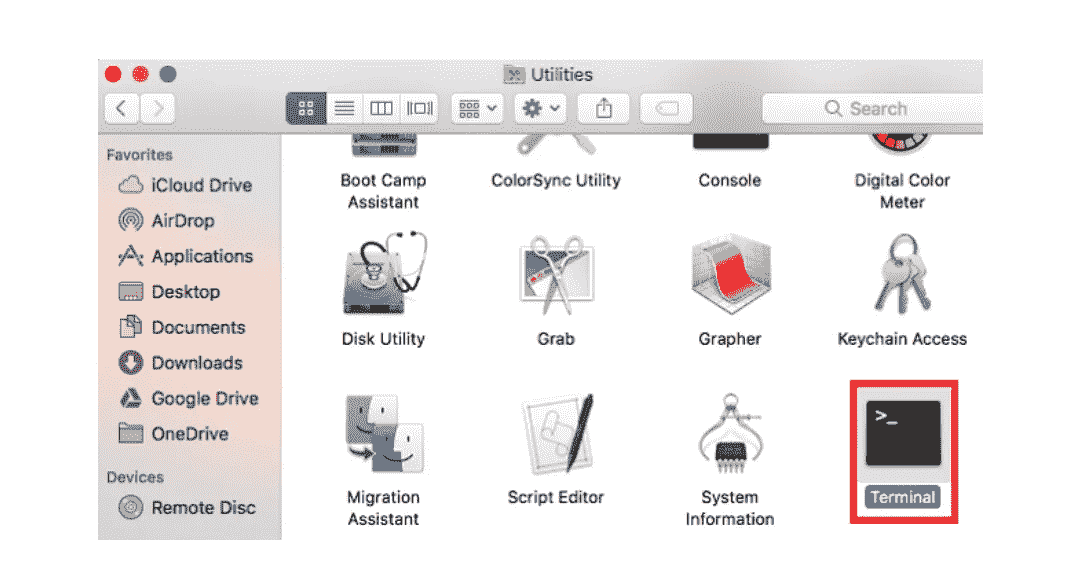 Utilities
Search
Favorites
iCloud Drive
AirDrop
Applications
Desktop
Documents
Downloads
Google Drive
OneDrive
Devices
Remote Disc
Boot Camp
Assistant
ColorSync Utility
Console
Digital Color
Meter
Disk Utility
Grab
Grapher
Keychain Access
Migration
Assistant
Script Editor
System
Information
>_
Terminal